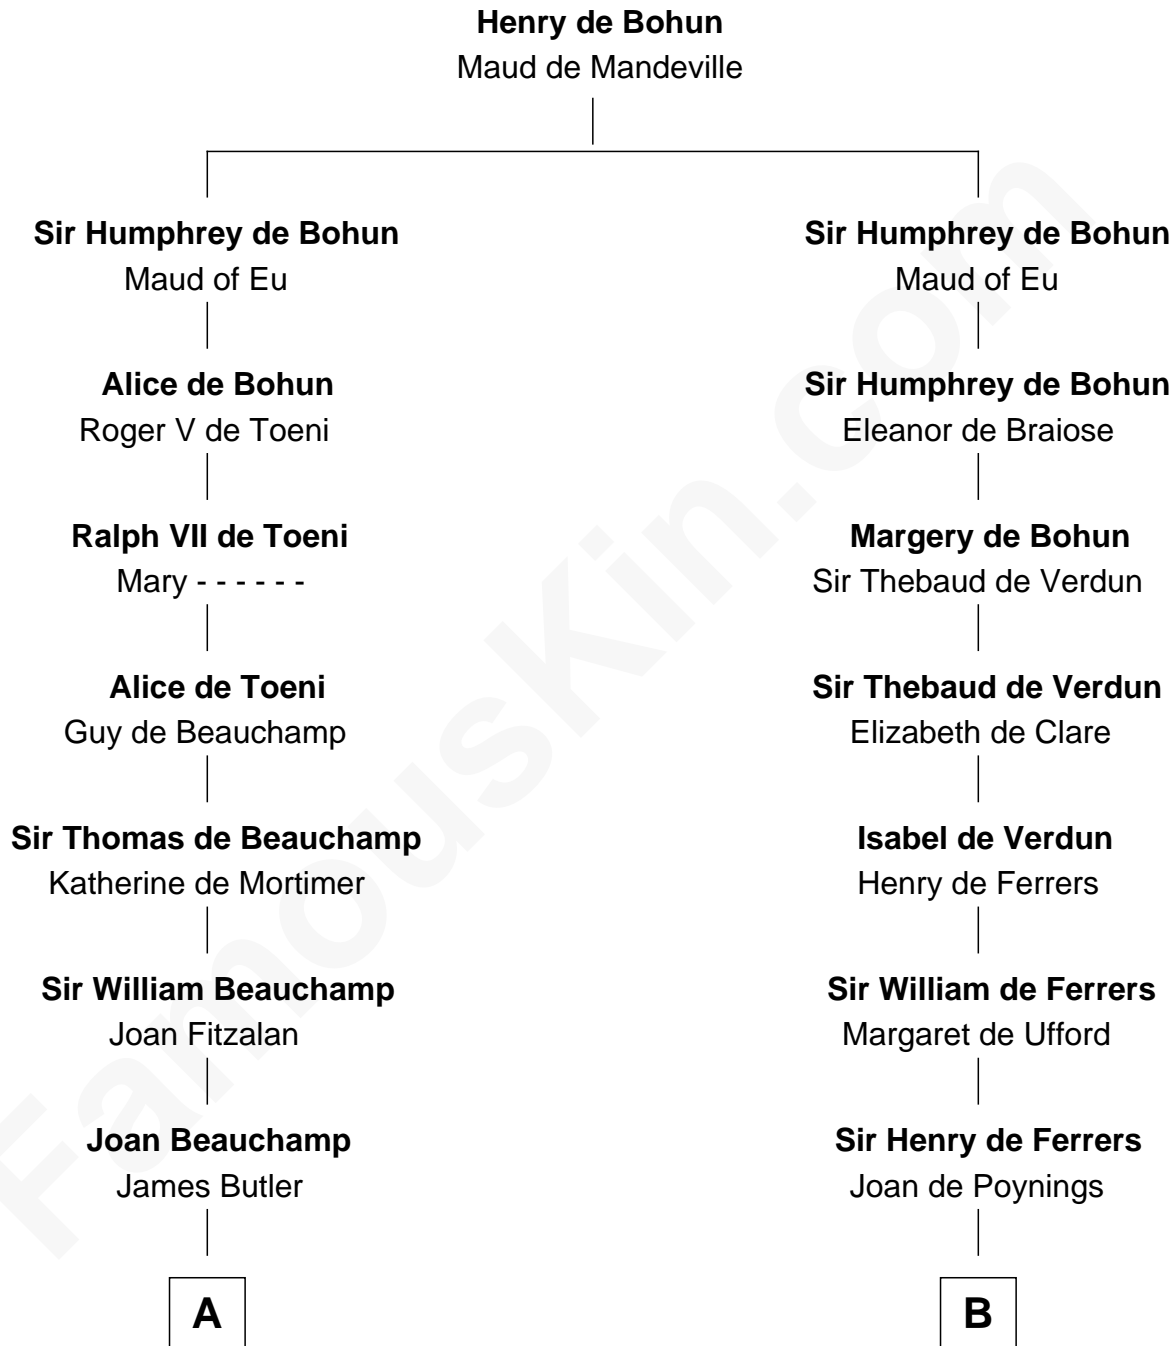 Henry de Bohun
Maud de Mandeville
Sir Humphrey de Bohun
Maud of Eu
Alice de Bohun
Roger V de Toeni
Ralph VII de Toeni
Mary - - - - - -
Alice de Toeni
Guy de Beauchamp
Sir Thomas de Beauchamp
Katherine de Mortimer
Sir William Beauchamp
Joan Fitzalan
Joan Beauchamp
James Butler
A
Sir Humphrey de Bohun
Maud of Eu
Sir Humphrey de Bohun
Eleanor de Braiose
Margery de Bohun
Sir Thebaud de Verdun
Sir Thebaud de Verdun
Elizabeth de Clare
Isabel de Verdun
Henry de Ferrers
Sir William de Ferrers
Margaret de Ufford
Sir Henry de Ferrers
Joan de Poynings
B
FamousKin.com